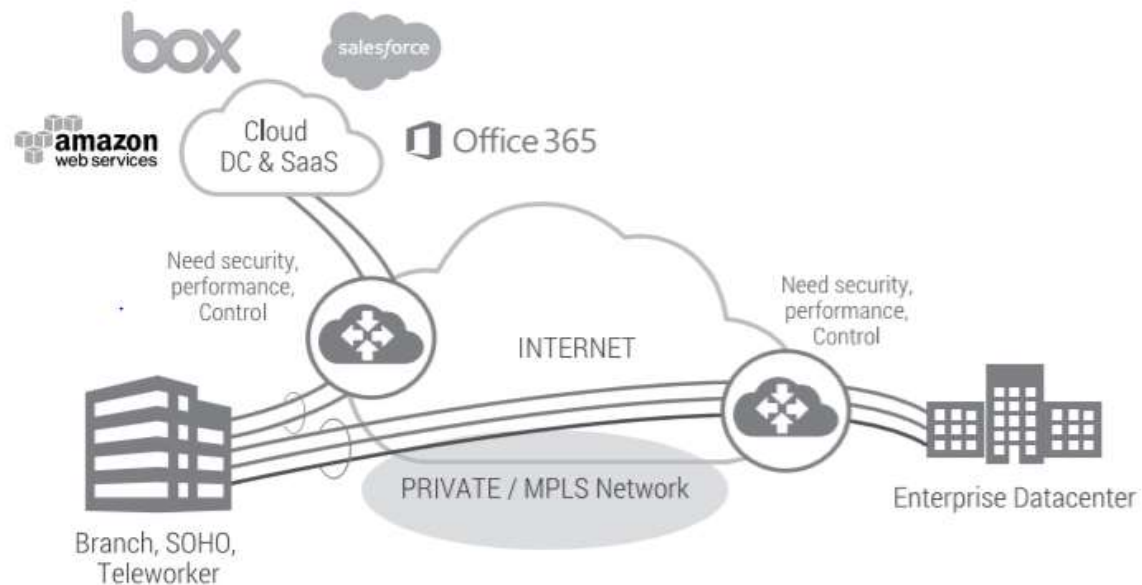 box
salesforce
amazon
web services
Cloud
DC & SaaS
Office 365
Need security,
performance,
Control
Need security,
performance,
Control
INTERNET
PRIVATE / MPLS Network
Enterprise Datacenter
Branch, SOHO,
Teleworker